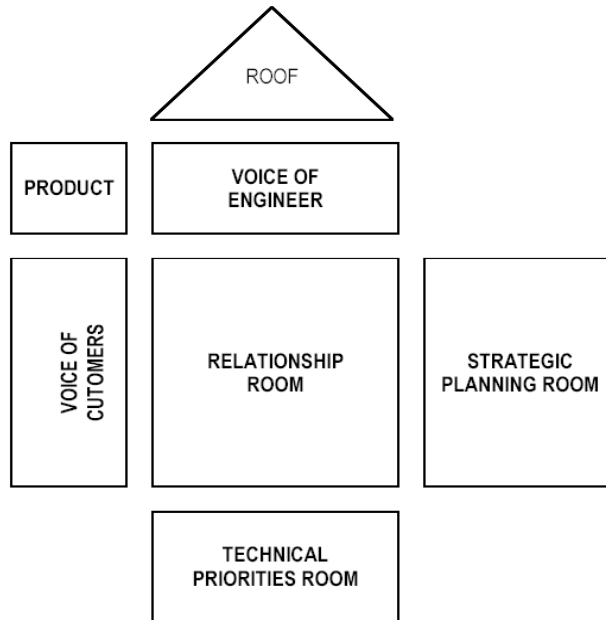 ROOF
PRODUCT
VOICE OF
ENGINEER
VOICE OF
CUTOMERS
RELATIONSHIP
ROOM
STRATEGIC
PLANNING ROOM
TECHNICAL
PRIORITIES ROOM